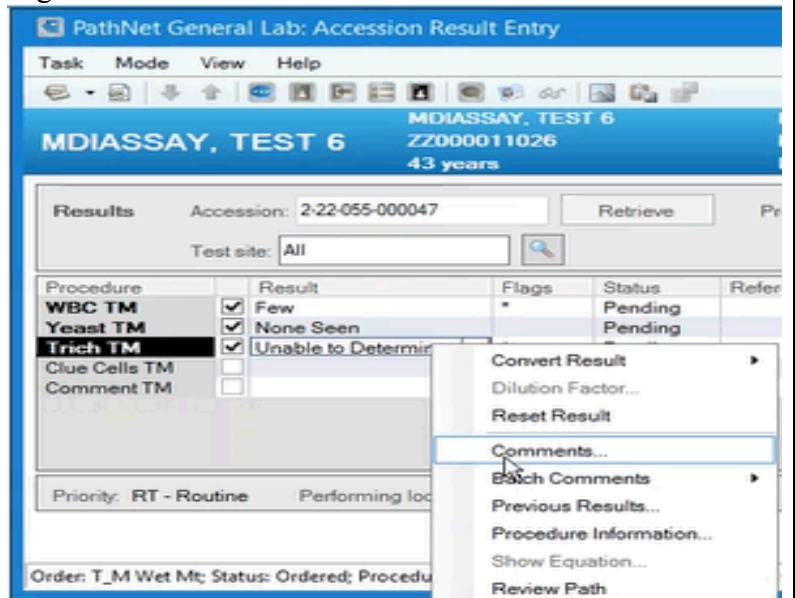 PathNet General Lab: Accession Result Entry
Task Mode View Help
MDIASSAY, TEST 6
MDIASSAY, TEST 6
ZZ000011026
43 years
Results Accession: 2-22-055-000047 Retrieve Pr
Test site: All
Procedure Result Flags Status Refer
WBC TM Few * Pending
Yeast TM None Seen Pending
Trich TM Unable to Determin
Clue Cells TM
Comment TM
Convert Result
Dilution Factor...
Reset Result
Comments...
Batch Comments
Previous Results...
Procedure Information...
Show Equation...
Review Path
Priority: RT - Routine Performing loc
Order: T_M Wet Mt; Status: Ordered; Procedu